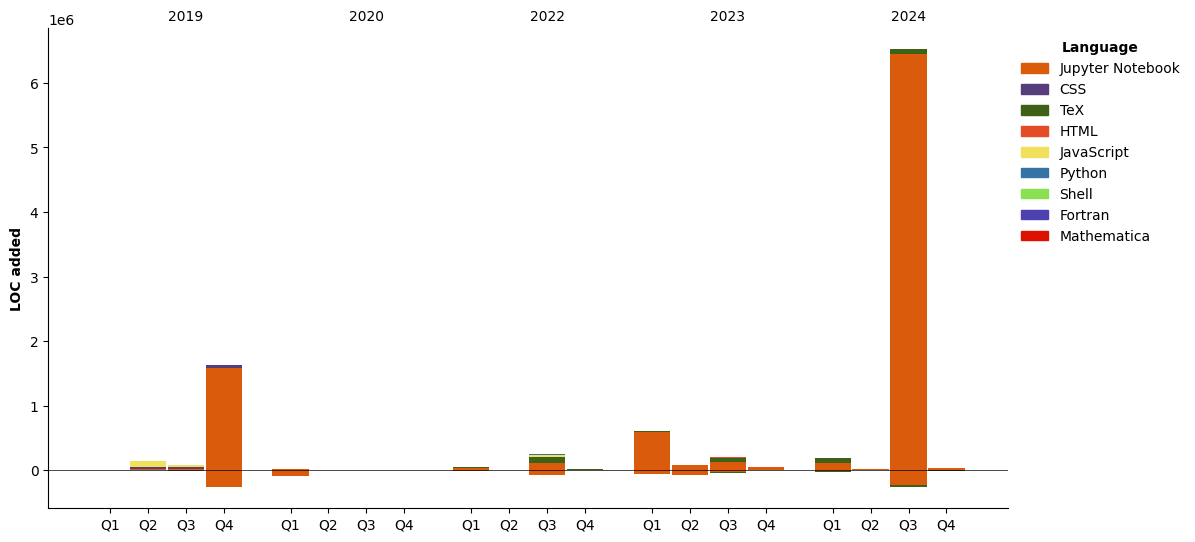 1e6
2019 2020 2022 2023 2024
6
5
4
3
2
1
0
LOC added
Q1 Q2 Q3 Q4 Q1 Q2 Q3 Q4 Q1 Q2 Q3 Q4 Q1 Q2 Q3 Q4 Q1 Q2 Q3 Q4
Language
Jupyter Notebook
CSS
TeX
HTML
JavaScript
Python
Shell
Fortran
Mathematica